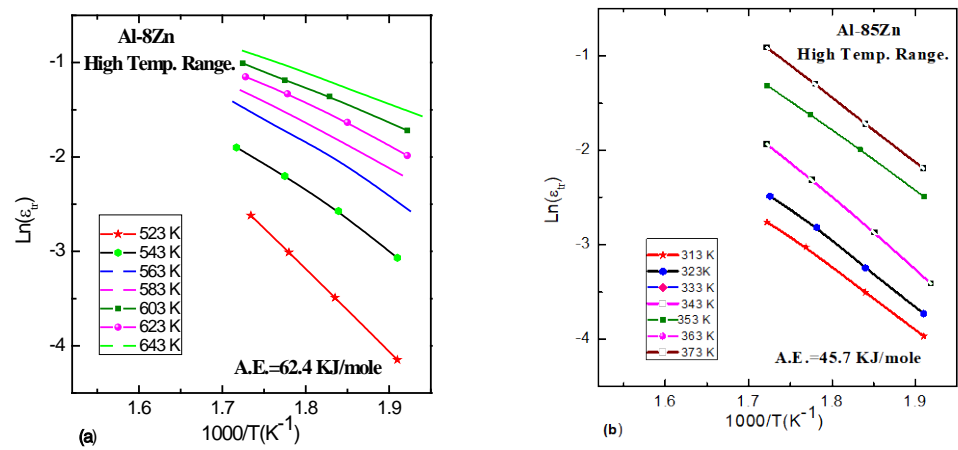 Al-8Zn
High Temp. Range.
-1
-2
-3
-4
Ln(ε_tr)
523 K
543 K
563 K
583 K
603 K
623 K
643 K
A.E.=62.4 KJ/mole
1.6 1.7 1.8 1.9
1000/T(K⁻¹)
(a)
Al-85Zn
High Temp. Range.
-1
-2
-3
-4
Ln(ε_tr)
313 K
323K
333 K
343 K
353 K
363 K
373 K
A.E.=45.7 KJ/mole
1.6 1.7 1.8 1.9
1000/T(K⁻¹)
(b)